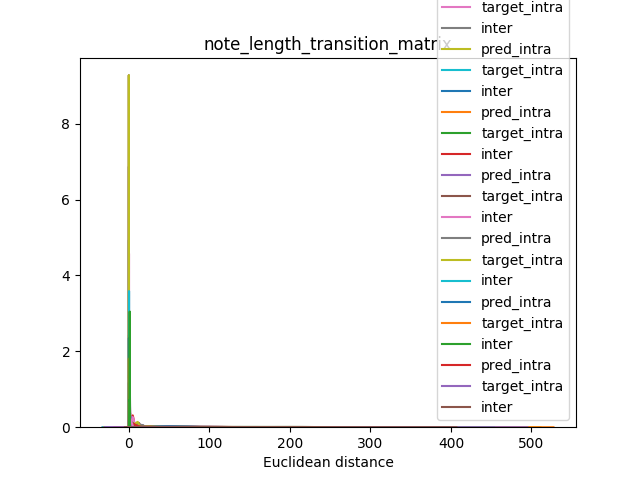 target_intra
inter
note_length_transition_matrix
pred_intra
target_intra
inter
pred_intra
target_intra
inter
pred_intra
target_intra
inter
pred_intra
target_intra
inter
pred_intra
target_intra
inter
pred_intra
target_intra
inter
8
6
4
2
0
0 100 200 300 400 500
Euclidean distance